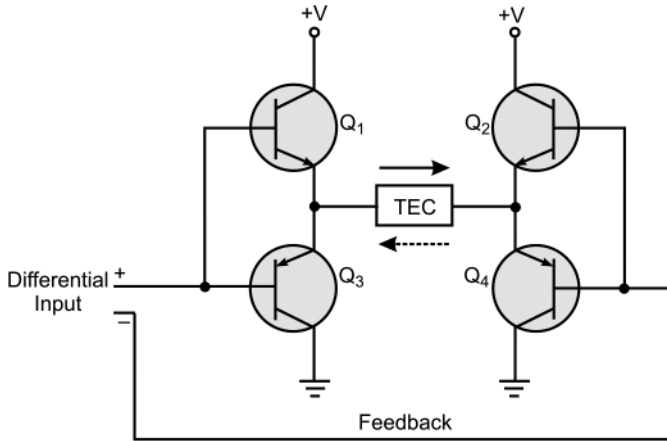 +V
+V
Q1
Q2
TEC
Differential
Input
+
−
Q3
Q4
Feedback